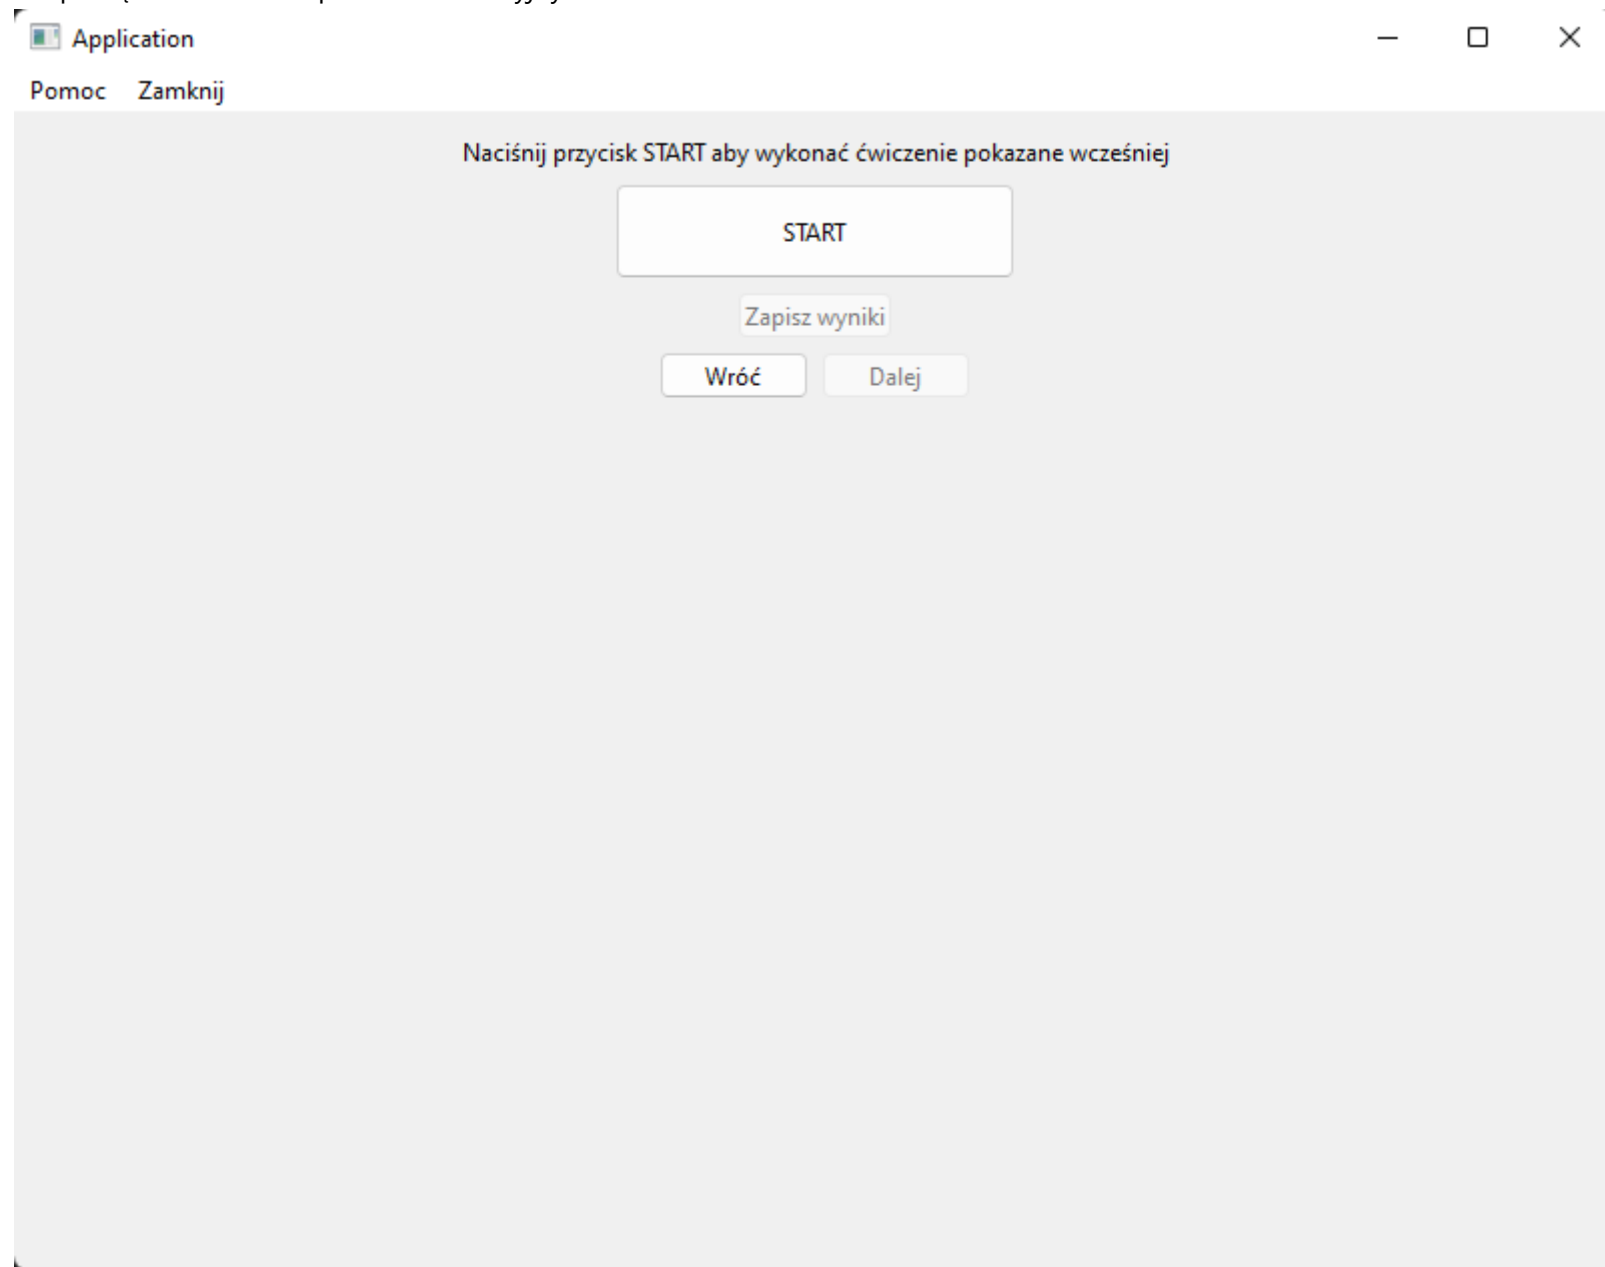 Application
Pomoc Zamknij
Naciśnij przycisk START aby wykonać ćwiczenie pokazane wcześniej
START
Zapisz wyniki
Wróć Dalej